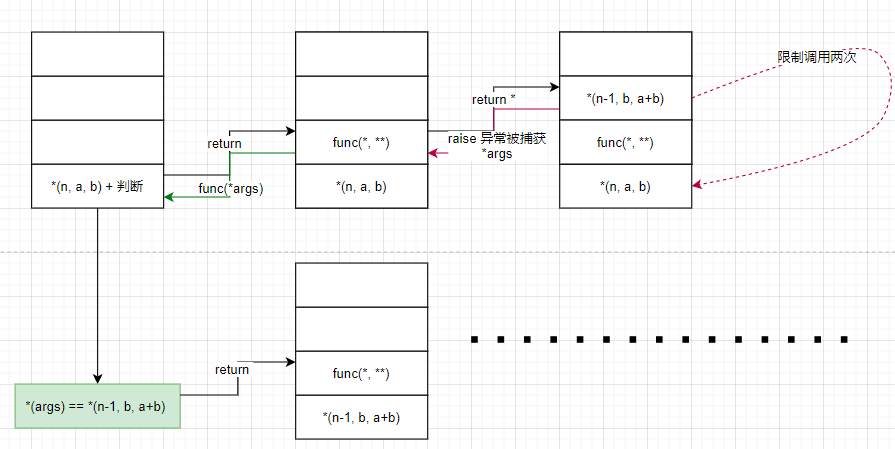 限制调用两次
return *
*(n-1, b, a+b)
return
func(*, **)
raise 异常被捕获
*args
func(*, **)
*(n, a, b) + 判断
func(*args)
*(n, a, b)
*(n, a, b)
return
func(*, **)
*(args) == *(n-1, b, a+b)
*(n-1, b, a+b)